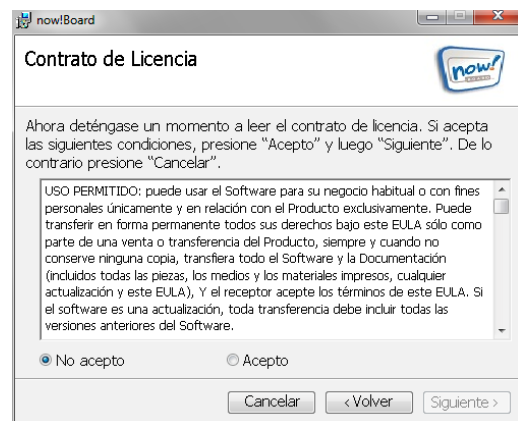 now!Board
Contrato de Licencia
now!
Ahora deténgase un momento a leer el contrato de licencia. Si acepta
las siguientes condiciones, presione "Acepto" y luego "Siguiente". De lo
contrario presione "Cancelar".
USO PERMITIDO: puede usar el Software para su negocio habitual o con fines
personales únicamente y en relación con el Producto exclusivamente. Puede
transferir en forma permanente todos sus derechos bajo este EULA sólo como
parte de una venta o transferencia del Producto, siempre y cuando no
conserve ninguna copia, transfiera todo el Software y la Documentación
(incluidos todas las piezas, los medios y los materiales impresos, cualquier
actualización y este EULA), Y el receptor acepte los términos de este EULA. Si
el software es una actualización, toda transferencia debe incluir todas las
versiones anteriores del Software.
No acepto
Acepto
Cancelar
< Volver
Siguiente >